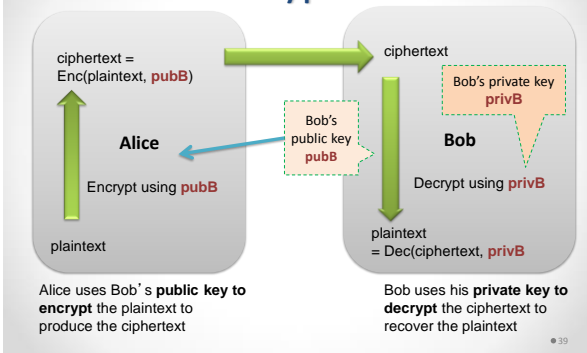 ciphertext =
Enc(plaintext, pubB)
Alice
Encrypt using pubB
plaintext
Bob's
public key
pubB
ciphertext
Bob's private key
privB
Bob
Decrypt using privB
plaintext
= Dec(ciphertext, privB
Alice uses Bob's public key to
encrypt the plaintext to
produce the ciphertext
Bob uses his private key to
decrypt the ciphertext to
recover the plaintext
39